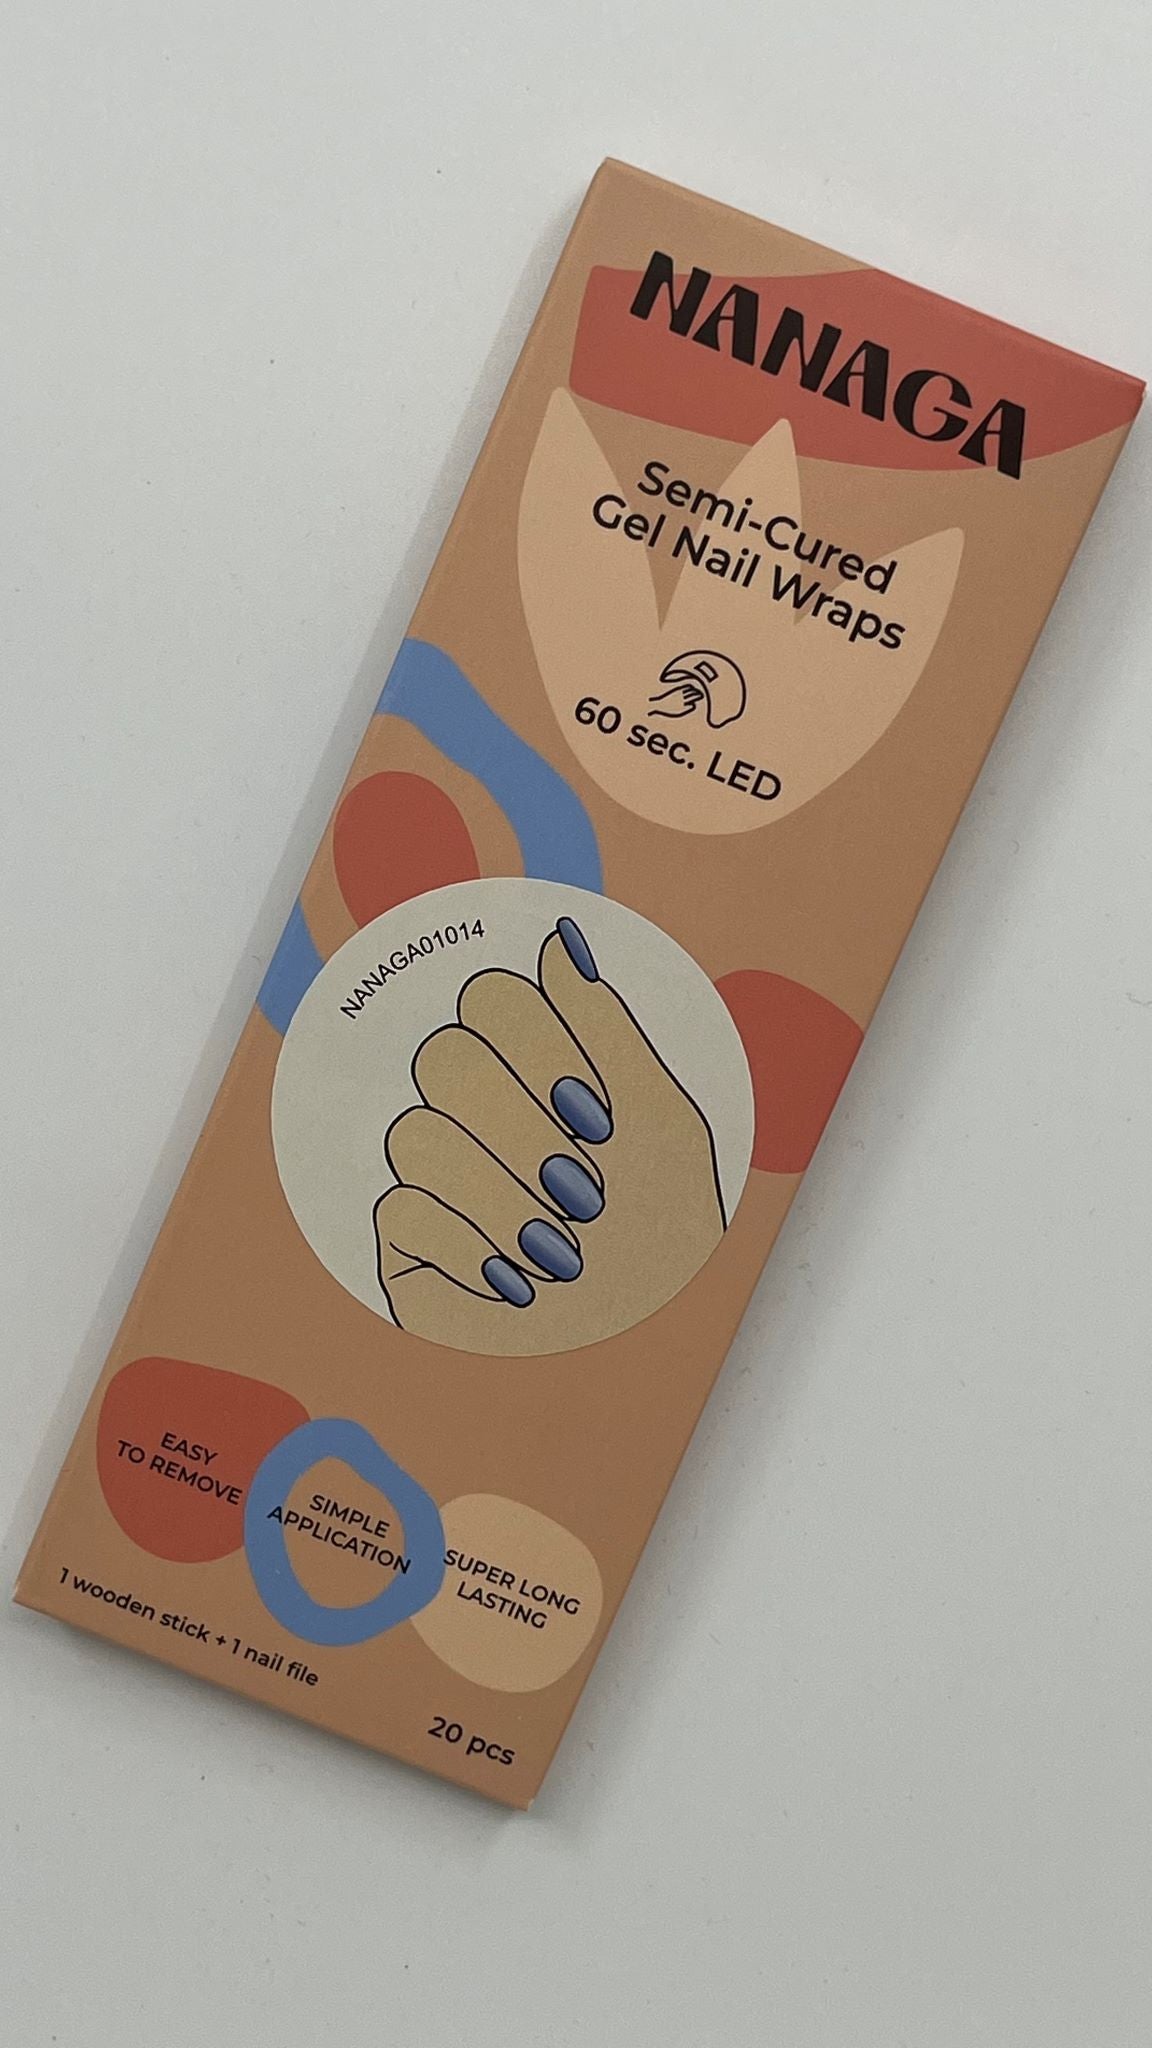 NANAGA
Semi-Cured
Gel Nail Wraps
60 sec. LED
NANAGA01014
EASY
TO REMOVE
SIMPLE
APPLICATION
SUPER LONG
LASTING
1 wooden stick + 1 nail file
20 pcs